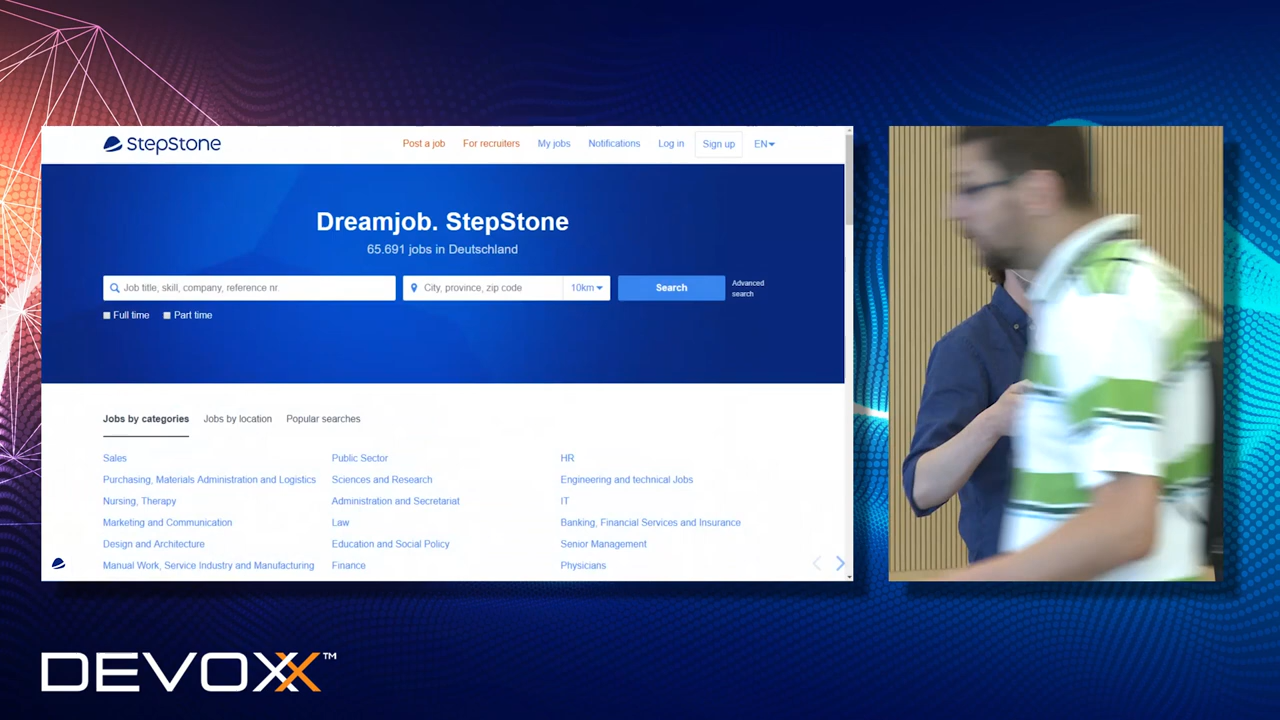 StepStone
Post a job For recruiters My jobs Notifications Log in Sign up EN
Dreamjob. StepStone
65.691 jobs in Deutschland
Job title, skill, company, reference nr City, province, zip code 10km Search Advanced search
Full time Part time
Jobs by categories Jobs by location Popular searches
Sales Public Sector HR
Purchasing, Materials Administration and Logistics Sciences and Research Engineering and technical Jobs
Nursing, Therapy Administration and Secretariat IT
Marketing and Communication Law Banking, Financial Services and Insurance
Design and Architecture Education and Social Policy Senior Management
Manual Work, Service Industry and Manufacturing Finance Physicians
DEVOXX™